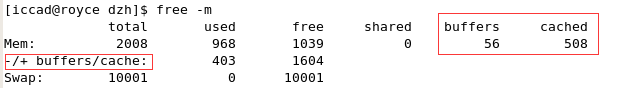 [iccad@royce dzh]$ free -m
total used free shared buffers cached
Mem: 2008 968 1039 0 56 508
-/+ buffers/cache: 403 1604
Swap: 10001 0 10001